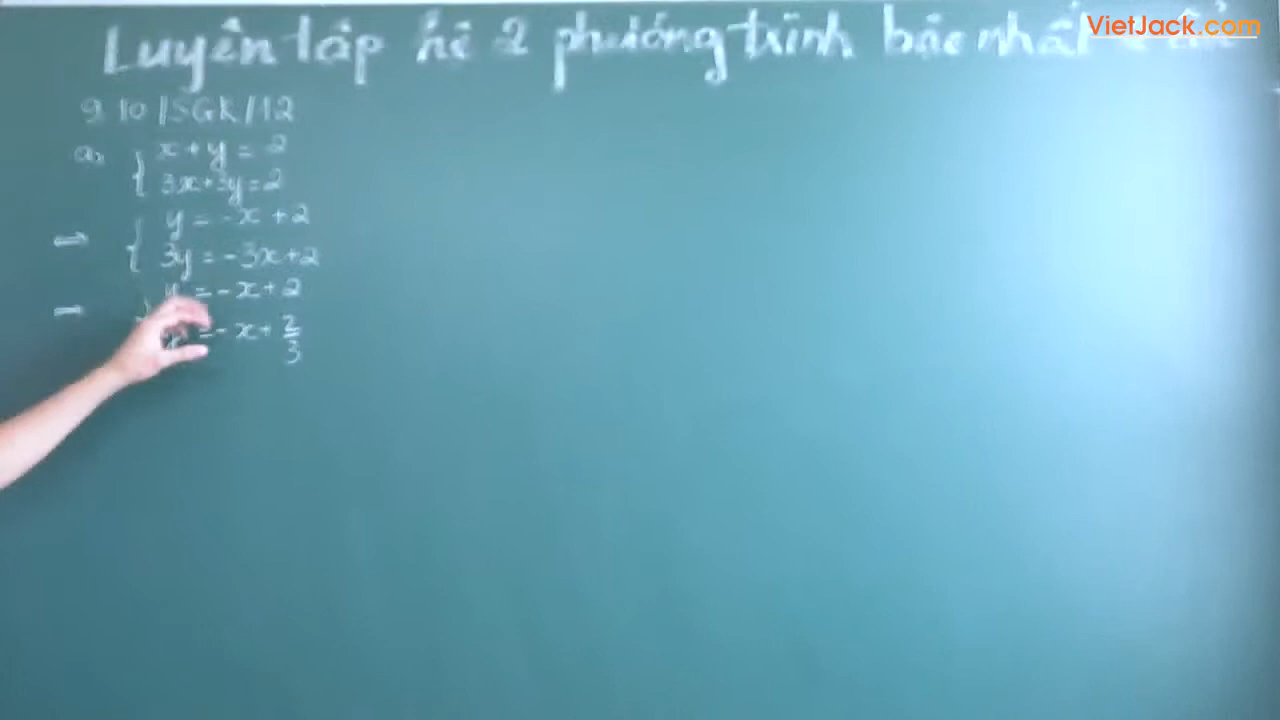 VietJack.com
Luyện tập hệ 2 phương trình bậc nhất
9 10 /SGK/12
a, { x + y = 2
3x+3y=2
⇒ { y = -x + 2
3y = -3x+2
⇒ { y = -x + 2
= -x + 2/3